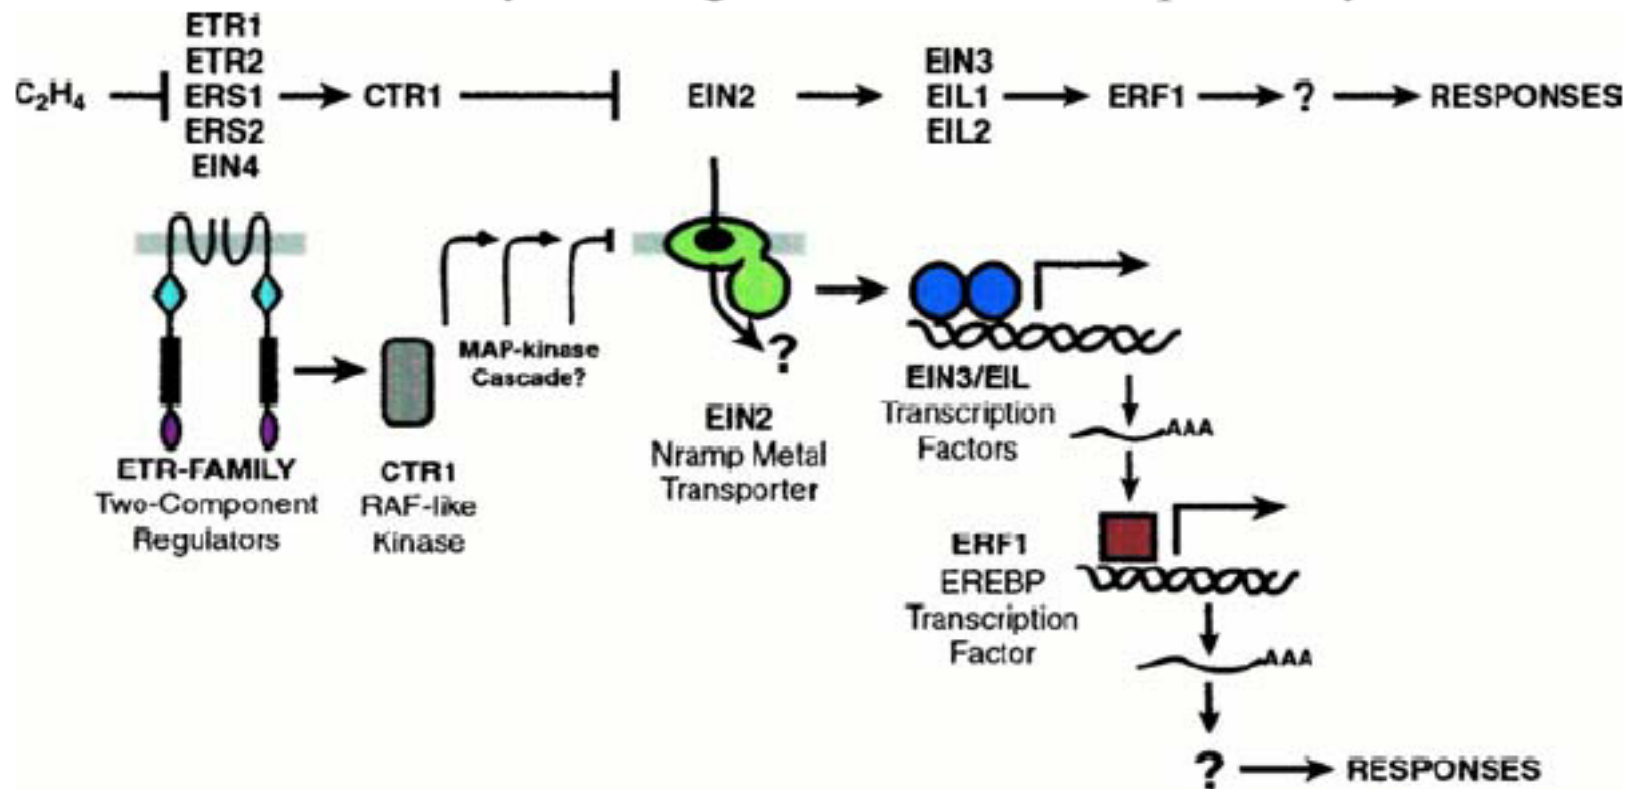 ETR1
ETR2
C₂H₄ ERS1 CTR1 EIN2 EIN3 EIL1 ERF1 ? RESPONSES
ERS2
EIN4
EIL2
MAP-kinase
Cascade?
?
ETR-FAMILY
Two-Component
Regulators
CTR1
RAF-like
Kinase
EIN2
Nramp Metal
Transporter
EIN3/EIL
Transcription
Factors
AAA
ERF1
EREBP
Transcription
Factor
AAA
? RESPONSES